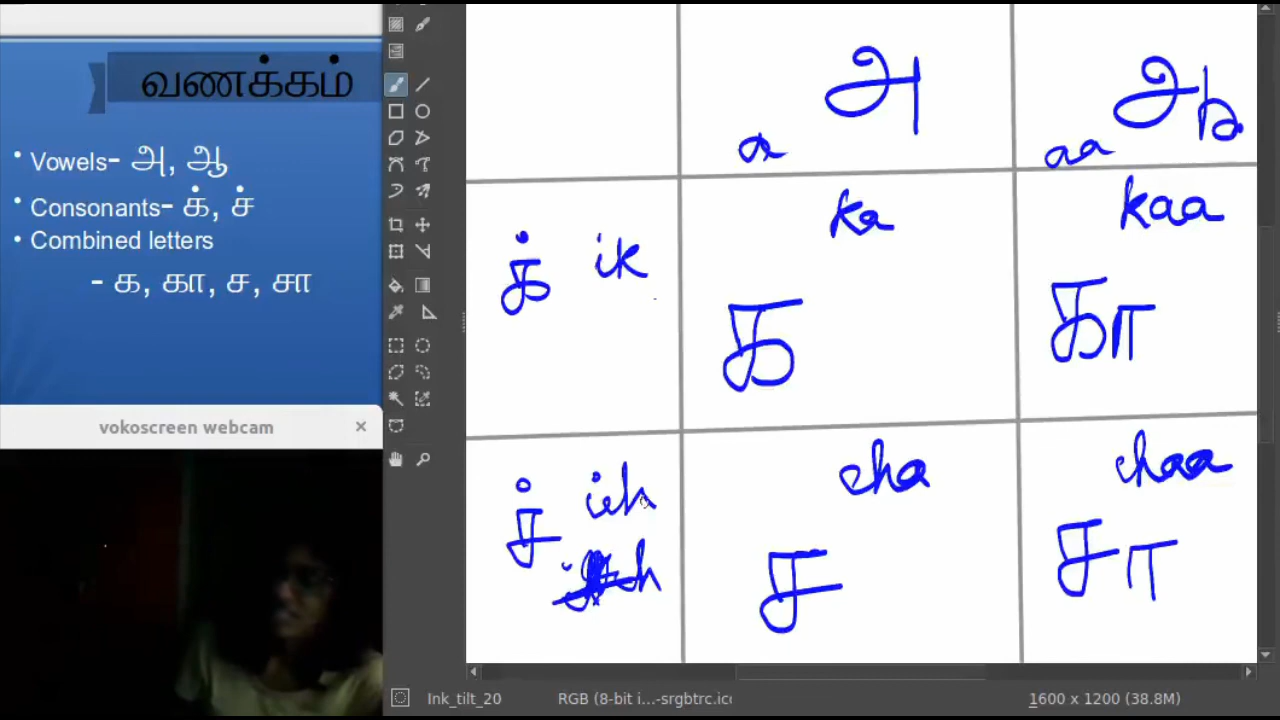 வணக்கம்
• Vowels- அ, ஆ
• Consonants- க், ச்
• Combined letters
- க, கா, ச, சா
vokoscreen webcam
அ ஆ
a aa
க் ik ka kaa
க கா
ச் ich cha chaa
ச சா
Ink_tilt_20 RGB (8-bit i...-srgbtrc.icc 1600 x 1200 (38.8M)